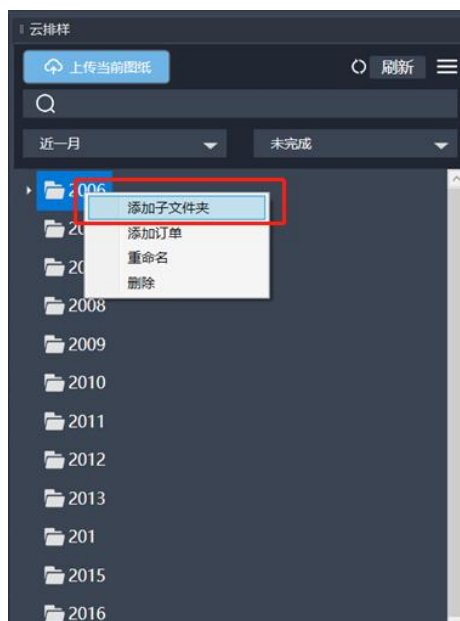 云排样
上传当前图纸
刷新
近一月
未完成
2006
添加子文件夹
添加订单
重命名
删除
2008
2009
2010
2011
2012
2013
201
2015
2016